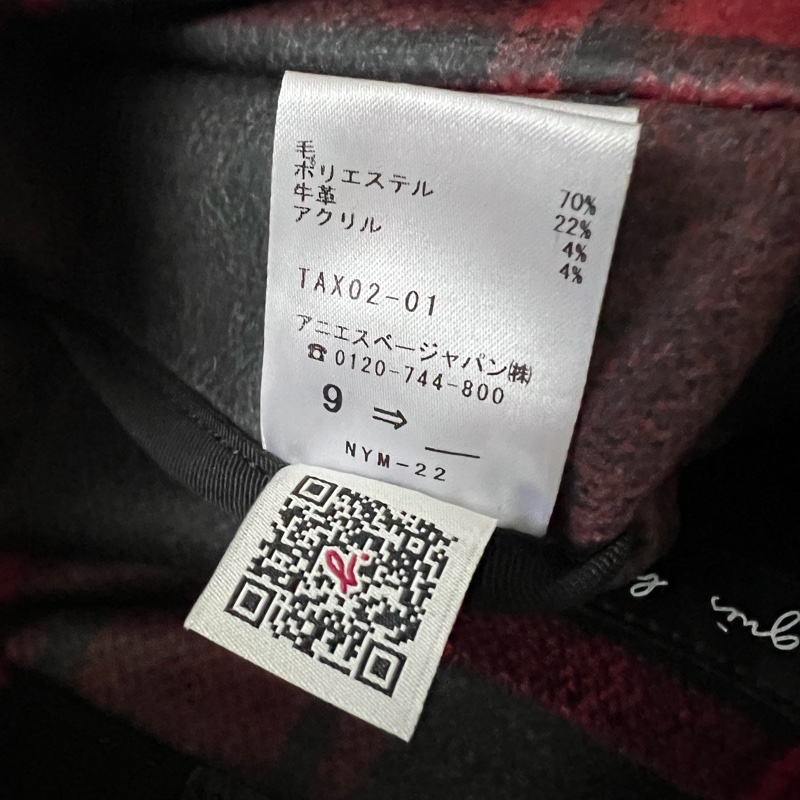 毛 70%
ポリエステル 22%
牛革 4%
アクリル 4%
TAX02-01
アニエスベージャパン㈱
☎0120-744-800
9 ⇒ __
NYM-22
b.